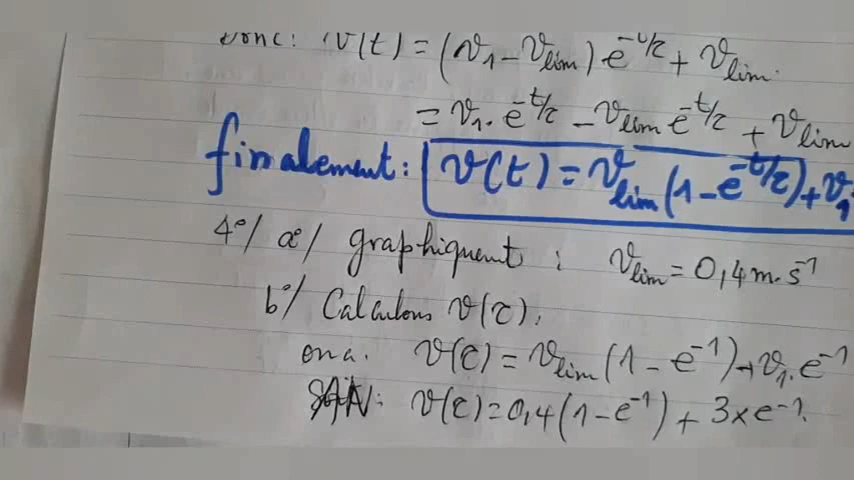 donc: v(t) = (v₁ - v_lim) e^(-t/τ) + v_lim.
= v₁. e^(-t/τ) - v_lim e^(-t/τ) + v_lim
finalement: v(t) = v_lim (1 - e^(-t/τ)) + v₁
4°/ a°/ graphiquemt : v_lim = 0,4 m.s⁻¹
b°/ Calculons v(τ).
on a: v(τ) = v_lim (1 - e⁻¹) + v₁. e⁻¹
AN: v(τ) = 0,4 (1 - e⁻¹) + 3 x e⁻¹.